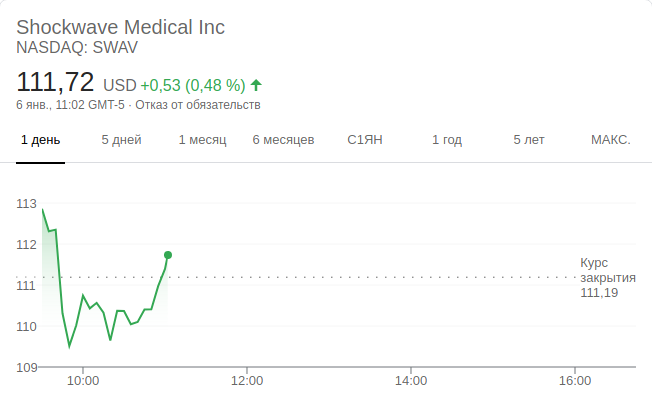 Shockwave Medical Inc
NASDAQ: SWAV
111,72 USD +0,53 (0,48 %)
6 янв., 11:02 GMT-5 · Отказ от обязательств
1 день 5 дней 1 месяц 6 месяцев С1ЯН 1 год 5 лет МАКС.
113
112
Курс
закрытия
111,19
111
110
109
10:00 12:00 14:00 16:00